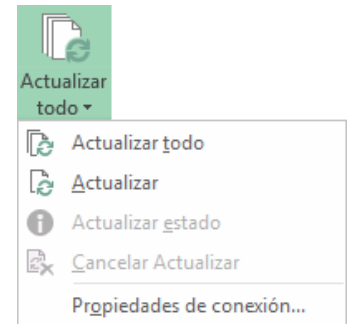 Actualizar
todo
Actualizar todo
Actualizar
Actualizar estado
Cancelar Actualizar
Propiedades de conexión...